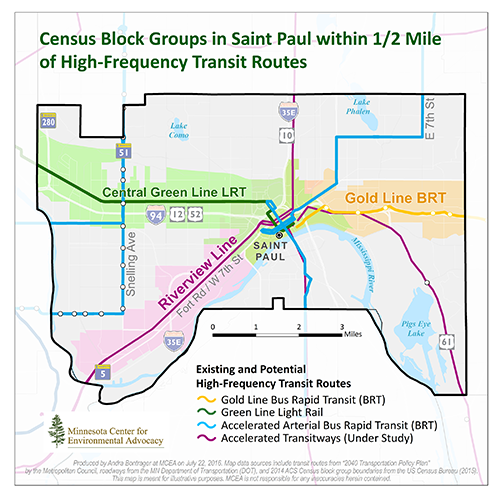 Census Block Groups in Saint Paul within 1/2 Mile
of High-Frequency Transit Routes
280
51
Lake
Como
35E
10
Lake
Phalen
E 7th St
Central Green Line LRT
Gold Line BRT
94
12
52
Snelling Ave
Riverview Line
Fort Rd / W 7th St
SAINT
PAUL
Mississippi River
Pigs Eye
Lake
61
35E
5
0 1 2 3
Miles
Existing and Potential
High-Frequency Transit Routes
Gold Line Bus Rapid Transit (BRT)
Green Line Light Rail
Accelerated Arterial Bus Rapid Transit (BRT)
Accelerated Transitways (Under Study)
Minnesota Center for
Environmental Advocacy
Produced by Andra Bontrager at MCEA on July 22, 2016. Map data sources include transit routes from "2040 Transportation Policy Plan"
by the Metropolitan Council, roadways from the MN Department of Transportation (DOT), and 2014 ACS Census block group boundaries from the US Census Bureau (2015).
This map is meant for illustrative purposes. MCEA is not responsible for any inaccuracies herein contained.